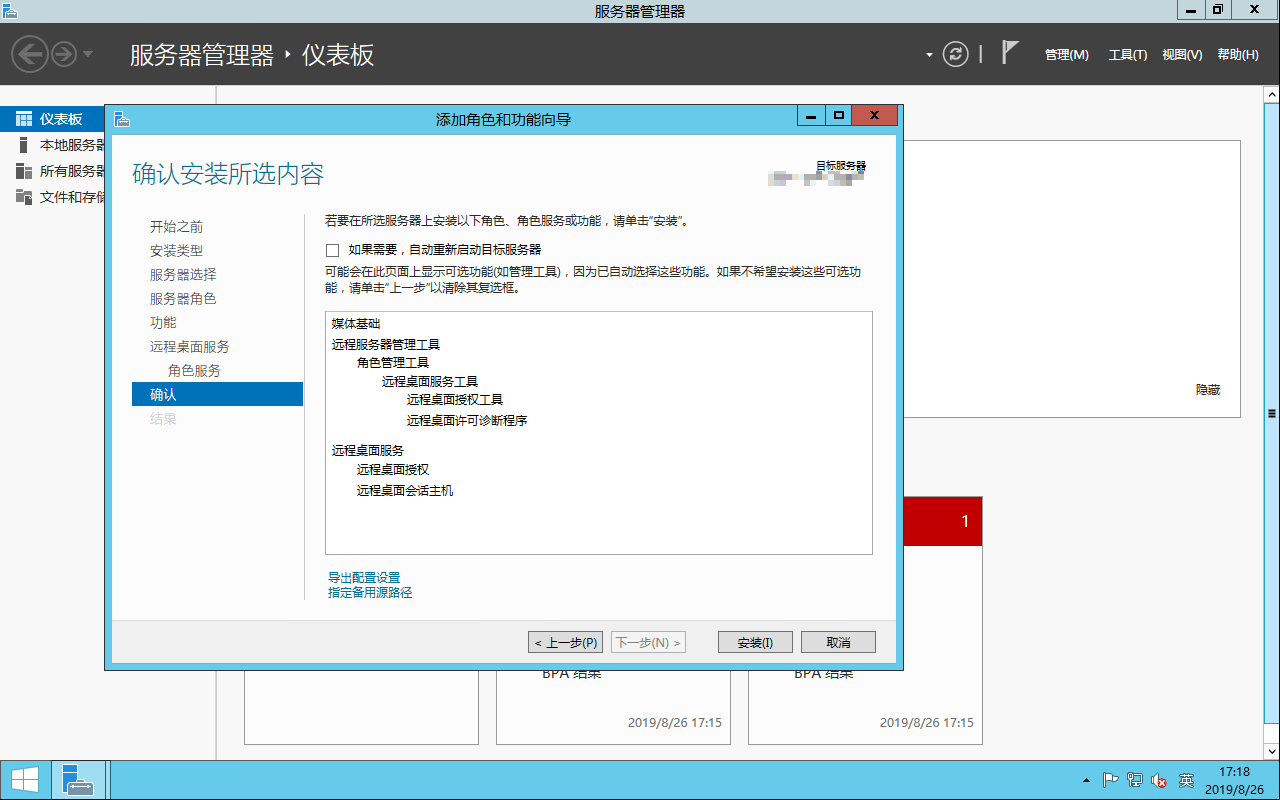 服务器管理器
服务器管理器 · 仪表板
管理(M) 工具(T) 视图(V) 帮助(H)
仪表板
本地服务器
所有服务器
文件和存储
添加角色和功能向导
确认安装所选内容
目标服务器
开始之前
安装类型
服务器选择
服务器角色
功能
远程桌面服务
角色服务
确认
结果
若要在所选服务器上安装以下角色、角色服务或功能，请单击"安装"。
如果需要，自动重新启动目标服务器
可能会在此页面上显示可选功能(如管理工具)，因为已自动选择这些功能。如果不希望安装这些可选功
能，请单击"上一步"以清除其复选框。
媒体基础
远程服务器管理工具
角色管理工具
远程桌面服务工具
远程桌面授权工具
远程桌面许可诊断程序
远程桌面服务
远程桌面授权
远程桌面会话主机
导出配置设置
指定备用源路径
< 上一步(P) 下一步(N) > 安装(I) 取消
隐藏
1
BPA 结果
2019/8/26 17:15
BPA 结果
2019/8/26 17:15
英
17:18
2019/8/26